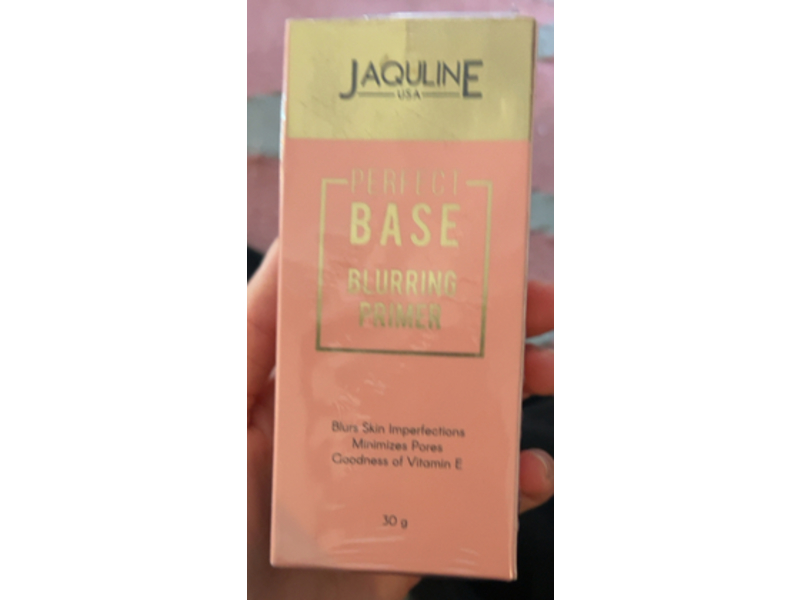 JAQULINE
USA
PERFECT
BASE
BLURRING
PRIMER
Blurs Skin Imperfections
Minimizes Pores
Goodness of Vitamin E
30 g